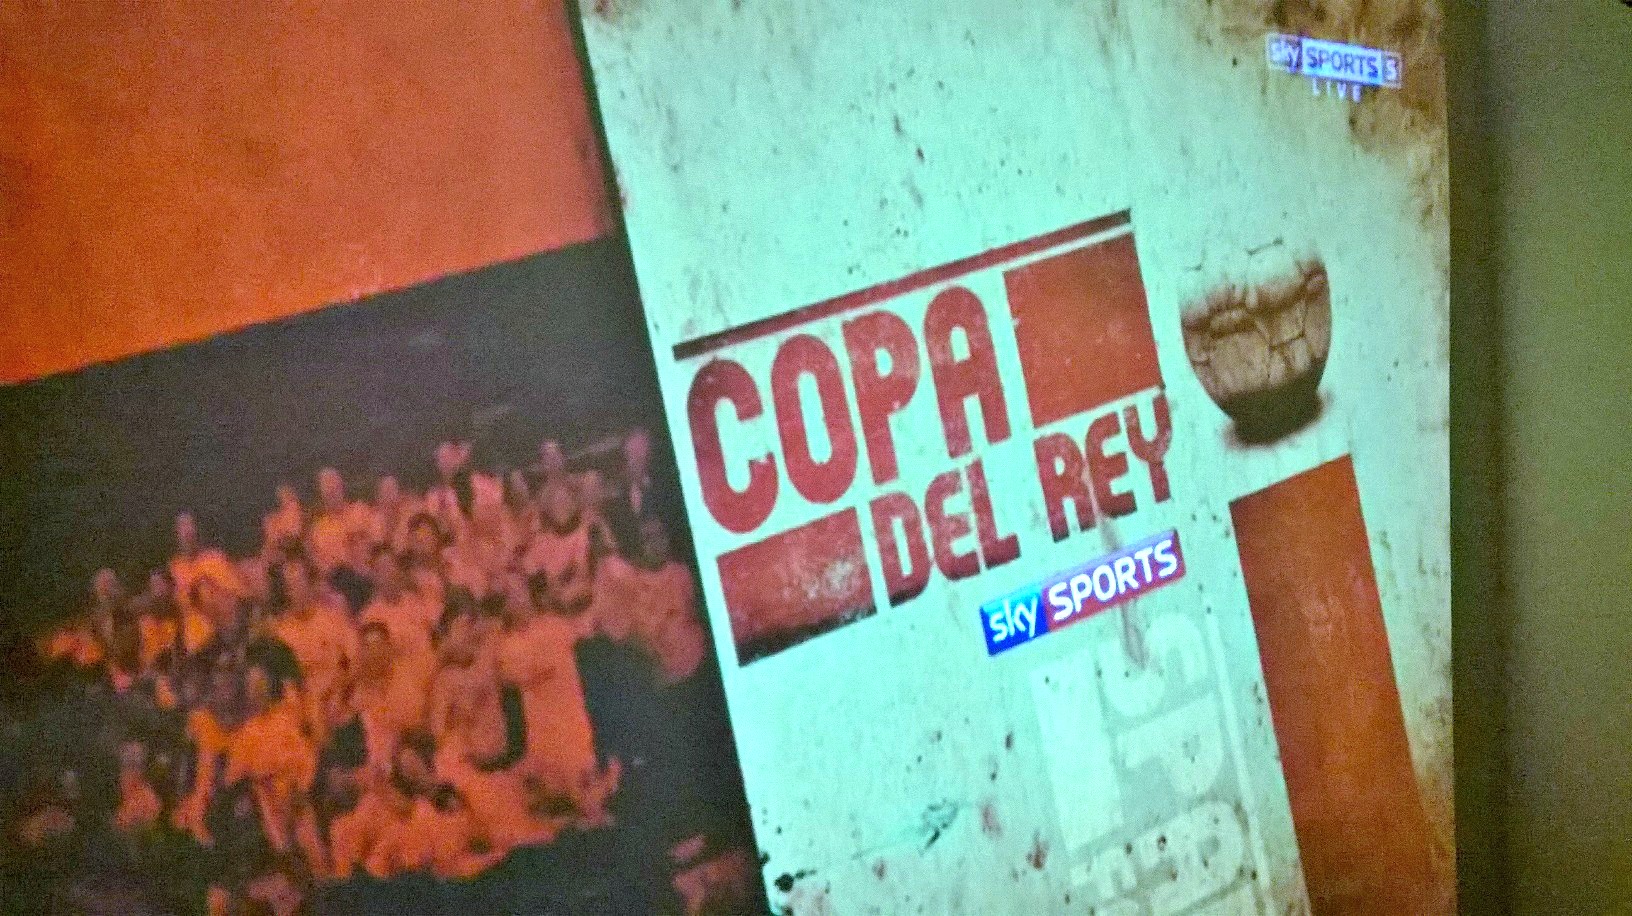 sky SPORTS 5
LIVE
COPA
DEL REY
sky SPORTS